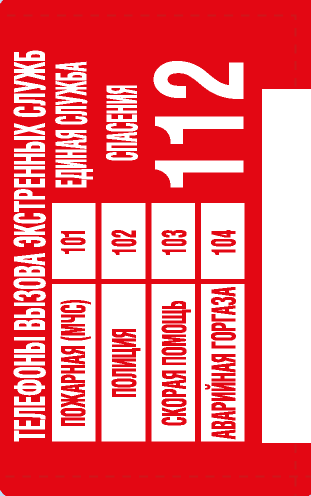 ТЕЛЕФОНЫ ВЫЗОВА ЭКСТРЕННЫХ СЛУЖБ
ПОЖАРНАЯ (МЧС) 101
ПОЛИЦИЯ 102
СКОРАЯ ПОМОЩЬ 103
АВАРИЙНАЯ ГОРГАЗА 104
ЕДИНАЯ СЛУЖБА
СПАСЕНИЯ
112